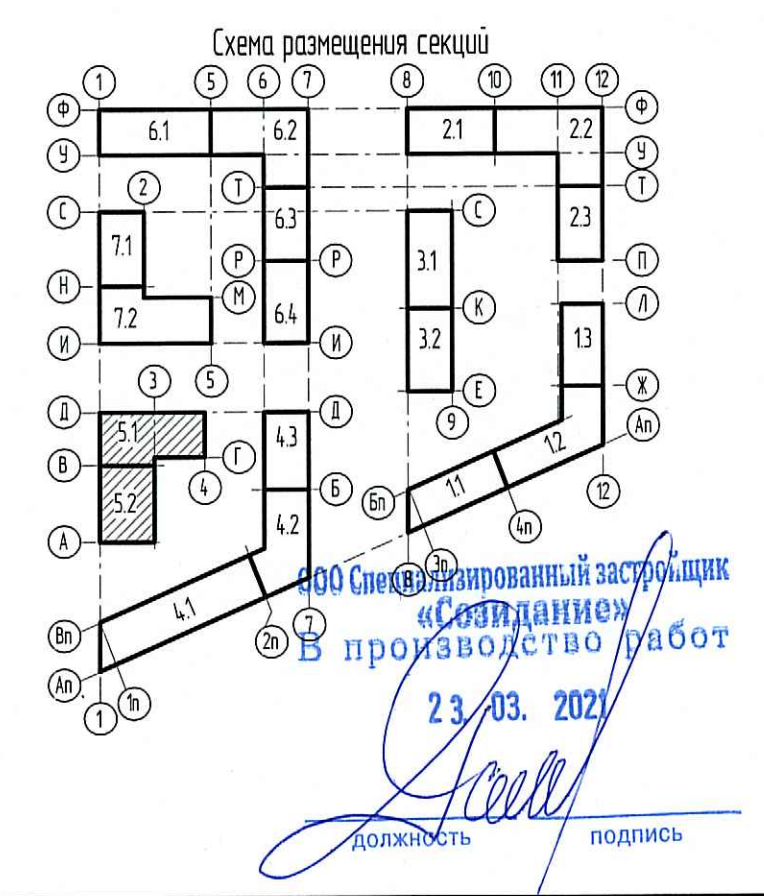 Схема размещения секций
1 5 6 7 8 10 11 12
Ф 6.1 6.2 2.1 2.2 Ф
У У
2 Т Т
С С
7.1 6.3 3.1 2.3
Р Р П
Н М К Л
7.2 6.4 3.2 1.3
И И
3 5 Е Ж
9
Д Д Ап
5.1 4.3 1.2
В Г
4 Б Бп 1.1 12
5.2 4.2 4п
А
8 3п
ООО Специализированный застройщик
«Созидание»
Вп 4.1 7
2п В производство работ
Ап
1 1п 23. 03. 2021
должность подпись